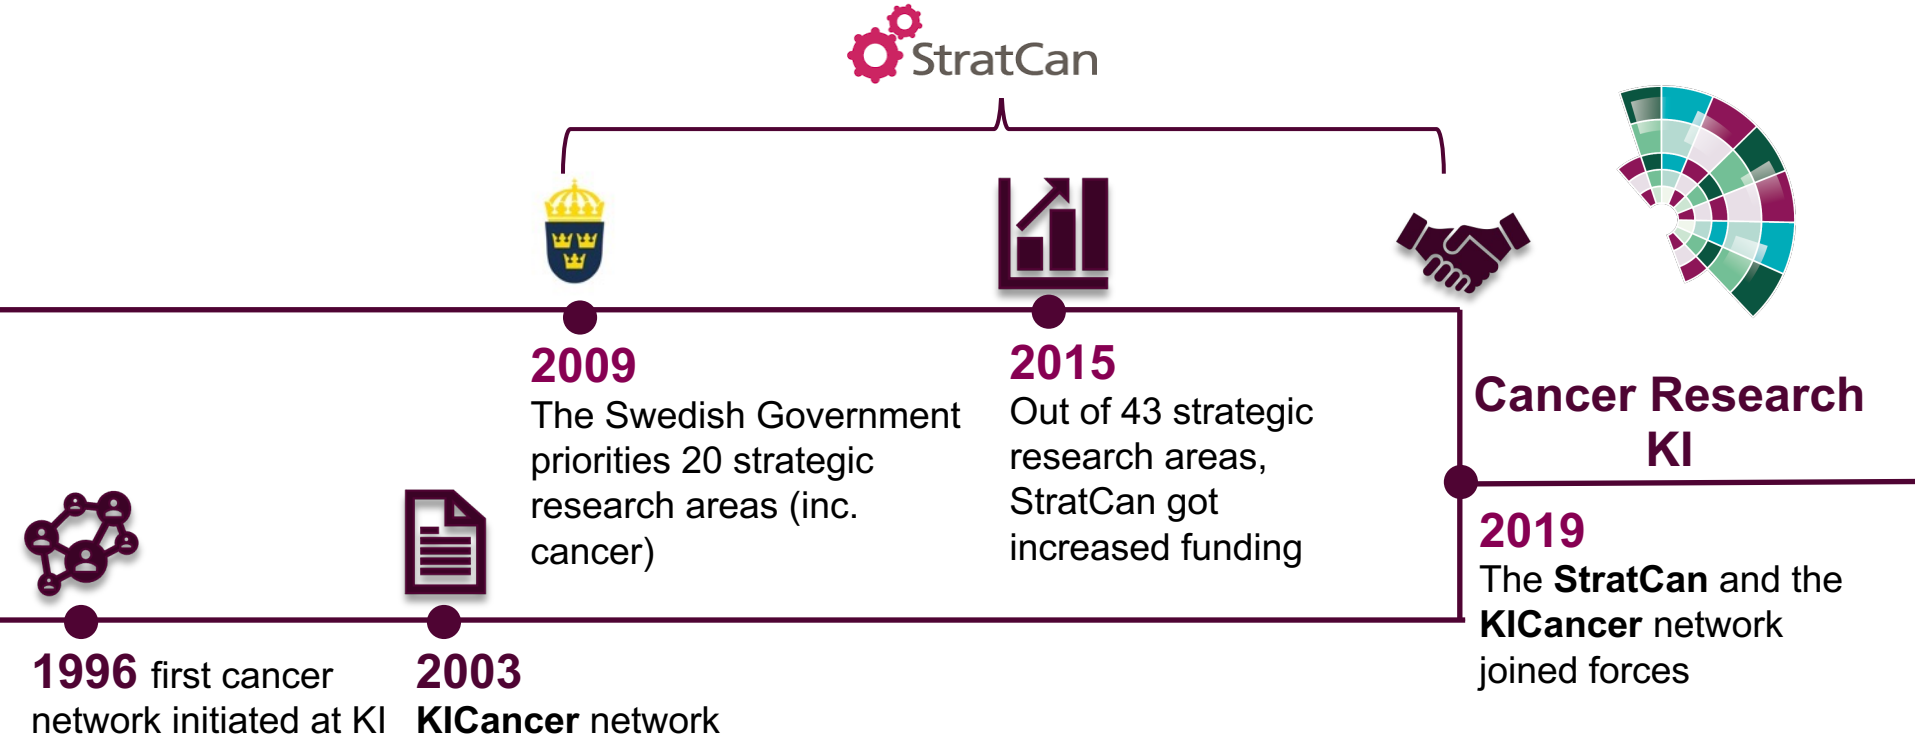 StratCan
2009
The Swedish Government
priorities 20 strategic
research areas (inc.
cancer)
2015
Out of 43 strategic
research areas,
StratCan got
increased funding
Cancer Research
KI
2019
The StratCan and the
KICancer network
joined forces
1996 first cancer
network initiated at KI
2003
KICancer network